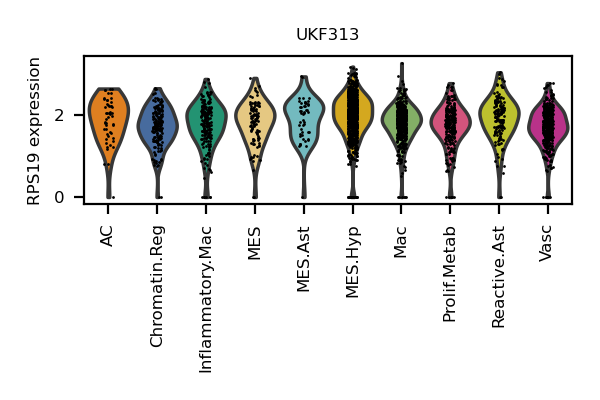 UKF313
RPS19 expression
2
0
AC
Chromatin.Reg
Inflammatory.Mac
MES
MES.Ast
MES.Hyp
Mac
Prolif.Metab
Reactive.Ast
Vasc